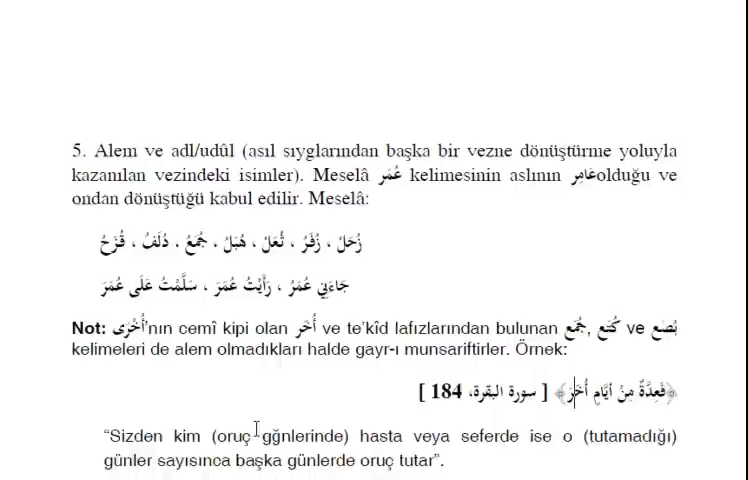 5. Alem ve adl/udûl (asıl sıyglarından başka bir vezne dönüştürme yoluyla
kazanılan vezindeki isimler). Meselâ عُمَر kelimesinin aslının عَامِرolduğu ve
ondan dönüştüğü kabul edilir. Meselâ:
زُحَلُ ، زُفَرُ ، ثُعَلُ ، هُبَلُ ، جُمَعُ ، دُلَفُ ، قُزَحُ
جَاءَنِي عُمَرُ ، رَأَيْتُ عُمَرَ ، سَلَّمْتُ عَلَى عُمَرَ
Not: أُخْرَى'nın cemî kipi olan أُخَر ve te'kîd lafızlarından bulunan جُمَع, كُتَع ve بُصَع
kelimeleri de alem olmadıkları halde gayr-ı munsariftirler. Örnek:
﴿فَعِدَّةٌ مِنْ أَيَّامٍ أُخَرَ﴾ [ سورة البقرة، 184 ]
“Sizden kim (oruç gğnlerinde) hasta veya seferde ise o (tutamadığı)
günler sayısınca başka günlerde oruç tutar”.